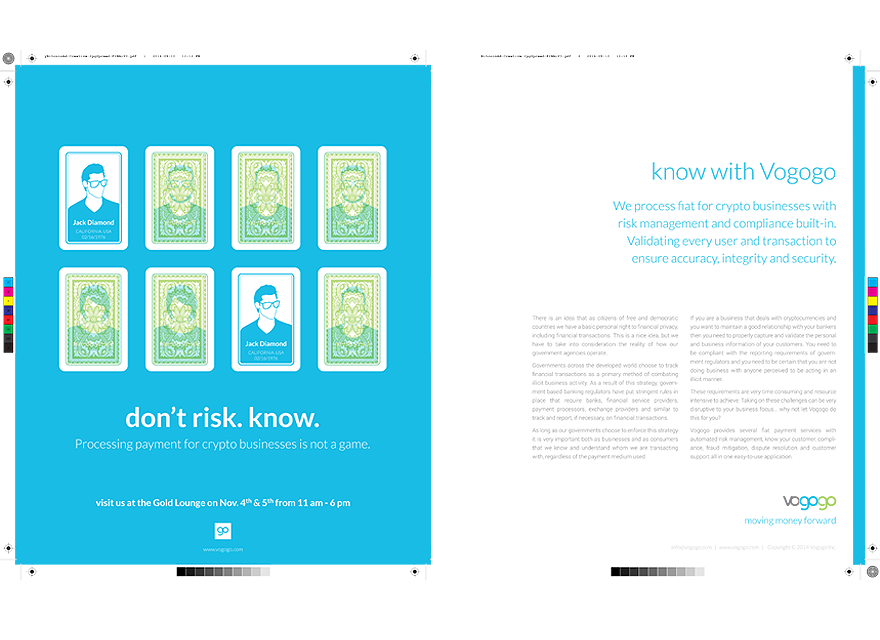 Jack Diamond
CALIFORNIA, USA
02/16/1976
Jack Diamond
CALIFORNIA, USA
02/16/1976
don't risk. know.
Processing payment for crypto businesses is not a game.
visit us at the Gold Lounge on Nov. 4th & 5th from 11 am - 6 pm
go
www.vogogo.com
know with Vogogo
We process fiat for crypto businesses with
risk management and compliance built-in.
Validating every user and transaction to
ensure accuracy, integrity and security.
There is an idea that as citizens of free and democratic
countries we have a basic personal right to financial privacy,
including financial transactions. This is a nice idea, but we
have to take into consideration the reality of how our
government agencies operate.
Governments across the developed world choose to track
financial transactions as a primary method of combating
illicit business activity. As a result of this strategy, govern-
ment based banking regulators have put stringent rules in
place that require banks, financial service providers,
payment processors, exchange providers and similar to
track and report, if necessary, on financial transactions.
As long as our governments choose to enforce this strategy
it is very important both as businesses and as consumers
that we know and understand whom we are transacting
with, regardless of the payment medium used.
If you are a business that deals with cryptocurrencies and
you want to maintain a good relationship with your bankers
then you need to properly capture and validate the personal
and business information of your customers. You need to
be compliant with the reporting requirements of govern-
ment regulators and you need to be certain that you are not
doing business with anyone perceived to be acting in an
illicit manner.
These requirements are very time consuming and resource
intensive to achieve. Taking on these challenges can be very
disruptive to your business focus... why not let Vogogo do
this for you?
Vogogo provides several fiat payment services with
automated risk management, know your customer, compli-
ance, fraud mitigation, dispute resolution and customer
support all in one easy-to-use application.
vogogo
moving money forward
| www.vogogo.com | Copyright © 2014 Vogogo Inc.